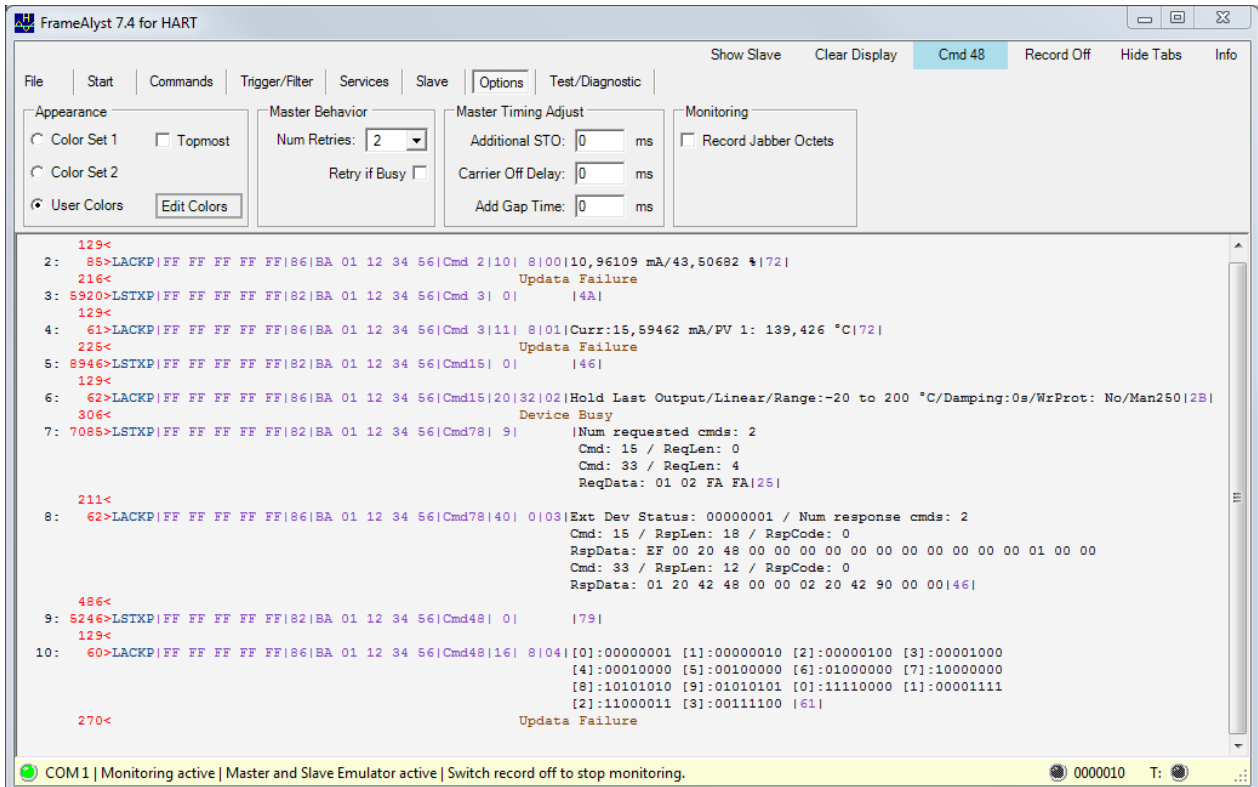 FrameAlyst 7.4 for HART
Show Slave Clear Display Cmd 48 Record Off Hide Tabs Info
File Start Commands Trigger/Filter Services Slave Options Test/Diagnostic
Appearance Master Behavior Master Timing Adjust Monitoring
Color Set 1 Topmost Num Retries: 2 Additional STO: 0 ms Record Jabber Octets
Color Set 2 Retry if Busy Carrier Off Delay: 0 ms
User Colors Edit Colors Add Gap Time: 0 ms
129<
2: 85>LACKP|FF FF FF FF FF|86|BA 01 12 34 56|Cmd 2|10| 8|00|10,96109 mA/43,50682 %|72|
216< Updata Failure
3: 5920>LSTXP|FF FF FF FF FF|82|BA 01 12 34 56|Cmd 3| 0| |4A|
129<
4: 61>LACKP|FF FF FF FF FF|86|BA 01 12 34 56|Cmd 3|11| 8|01|Curr:15,59462 mA/PV 1: 139,426 °C|72|
225< Updata Failure
5: 8946>LSTXP|FF FF FF FF FF|82|BA 01 12 34 56|Cmd15| 0| |46|
129<
6: 62>LACKP|FF FF FF FF FF|86|BA 01 12 34 56|Cmd15|20|32|02|Hold Last Output/Linear/Range:-20 to 200 °C/Damping:0s/WrProt: No/Man250|2B|
306< Device Busy
7: 7085>LSTXP|FF FF FF FF FF|82|BA 01 12 34 56|Cmd78| 9| |Num requested cmds: 2
Cmd: 15 / ReqLen: 0
Cmd: 33 / ReqLen: 4
ReqData: 01 02 FA FA|25|
211<
8: 62>LACKP|FF FF FF FF FF|86|BA 01 12 34 56|Cmd78|40| 0|03|Ext Dev Status: 00000001 / Num response cmds: 2
Cmd: 15 / RspLen: 18 / RspCode: 0
RspData: EF 00 20 48 00 00 00 00 00 00 00 00 00 00 00 01 00 00
Cmd: 33 / RspLen: 12 / RspCode: 0
RspData: 01 20 42 48 00 00 02 20 42 90 00 00|46|
486<
9: 5246>LSTXP|FF FF FF FF FF|82|BA 01 12 34 56|Cmd48| 0| |79|
129<
10: 60>LACKP|FF FF FF FF FF|86|BA 01 12 34 56|Cmd48|16| 8|04|[0]:00000001 [1]:00000010 [2]:00000100 [3]:00001000
[4]:00010000 [5]:00100000 [6]:01000000 [7]:10000000
[8]:10101010 [9]:01010101 [0]:11110000 [1]:00001111
[2]:11000011 [3]:00111100 |61|
270< Updata Failure
COM1 | Monitoring active | Master and Slave Emulator active | Switch record off to stop monitoring. 0000010 T: